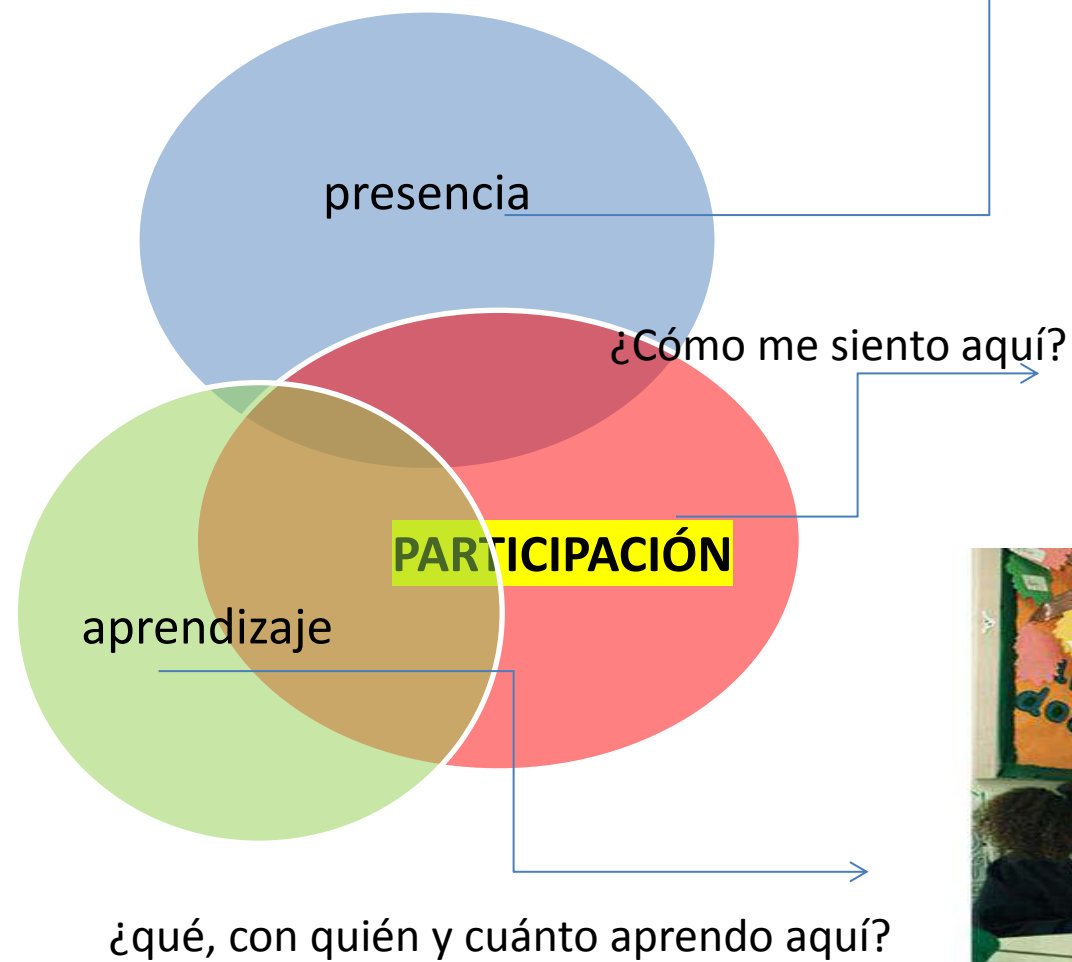 presencia
¿Cómo me siento aquí?
PARTICIPACIÓN
aprendizaje
¿qué, con quién y cuánto aprendo aquí?